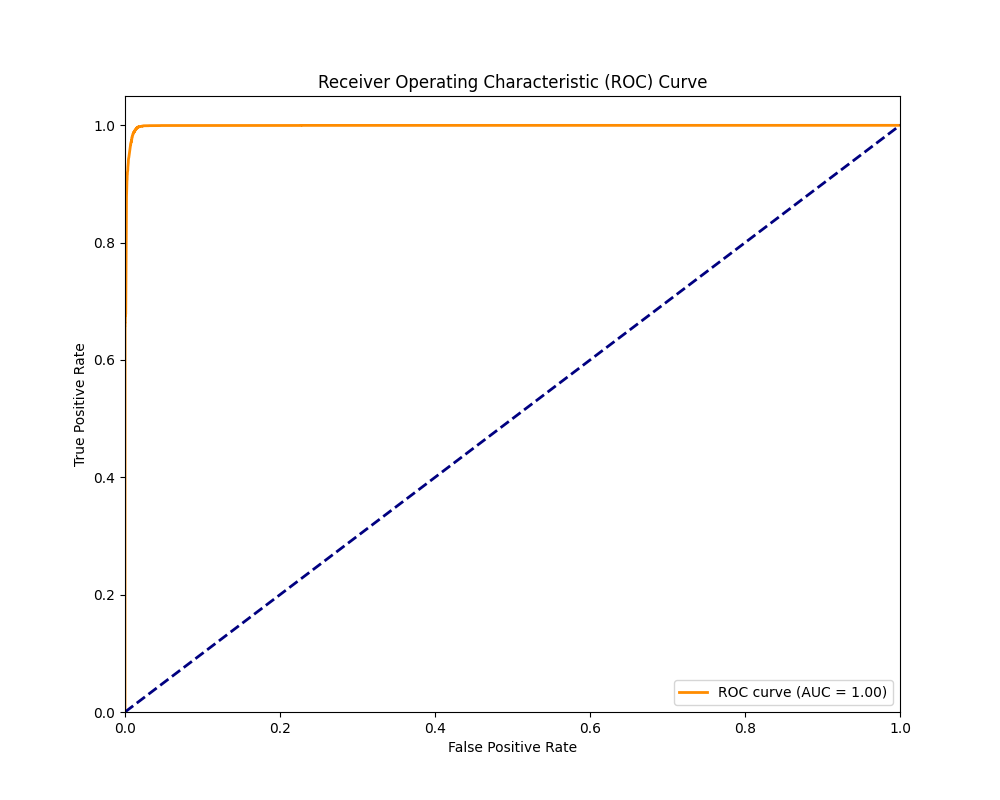 Receiver Operating Characteristic (ROC) Curve
1.0
0.8
0.6
0.4
0.2
0.0
True Positive Rate
ROC curve (AUC = 1.00)
0.0 0.2 0.4 0.6 0.8 1.0
False Positive Rate